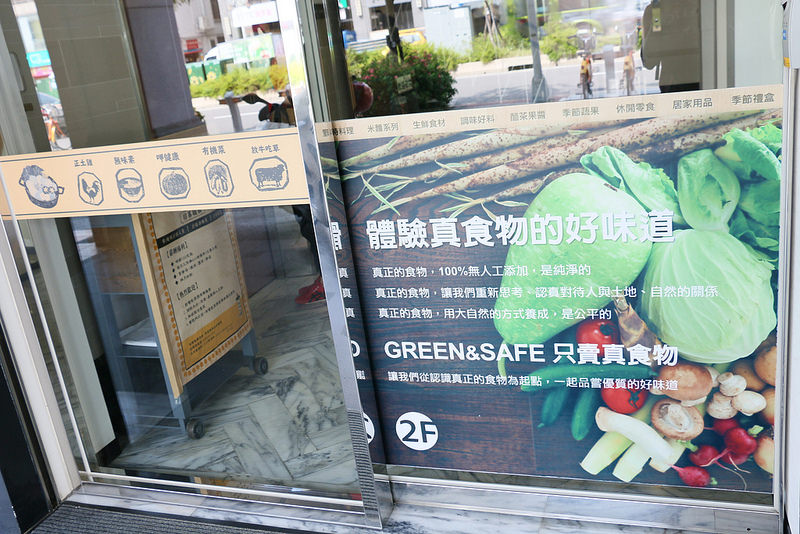 正土雞 無味素 呷健康 有機菜 放牛吃草
料理 米麵系列 生鮮食材 調味好料 醋茶果醬 季節蔬果 休閒零食 居家用品 季節禮盒
體驗真食物的好味道
真正的食物，100%無人工添加，是純淨的
真正的食物，讓我們重新思考、認真對待人與土地、自然的關係
真正的食物，用大自然的方式養成，是公平的
GREEN&SAFE 只賣真食物
讓我們從認識真正的食物為起點，一起品嘗優質的好味道
2F